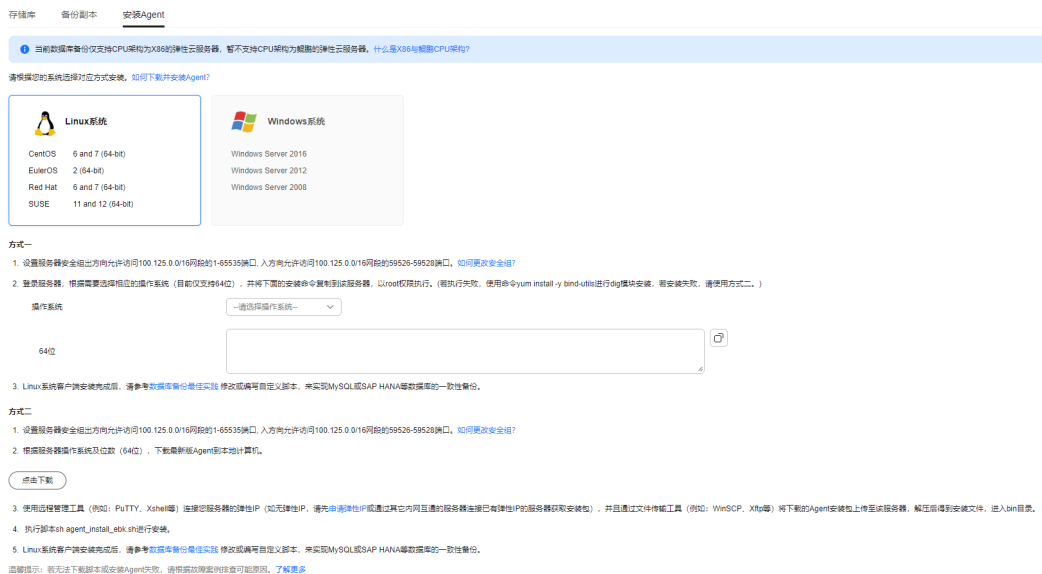 存储库 备份副本 安装Agent
当前数据库备份仅支持CPU架构为X86的弹性云服务器，暂不支持CPU架构为鲲鹏的弹性云服务器。什么是X86与鲲鹏CPU架构?
请根据您的系统选择对应方式安装。如何下载并安装Agent?
Linux系统
CentOS 6 and 7 (64-bit)
EulerOS 2 (64-bit)
Red Hat 6 and 7 (64-bit)
SUSE 11 and 12 (64-bit)
Windows系统
Windows Server 2016
Windows Server 2012
Windows Server 2008
方式一
1. 设置服务器安全组出方向允许访问100.125.0.0/16网段的1-65535端口, 入方向允许访问100.125.0.0/16网段的59526-59528端口。如何更改安全组?
2. 登录服务器，根据需要选择相应的操作系统（目前仅支持64位），并将下面的安装命令复制到该服务器，以root权限执行。(若执行失败，使用命令yum install -y bind-utils进行dig模块安装，若安装失败，请使用方式二。)
操作系统 --请选择操作系统--
64位
3. Linux系统客户端安装完成后，请参考数据库备份最佳实践 修改或编写自定义脚本，来实现MySQL或SAP HANA等数据库的一致性备份。
方式二
1. 设置服务器安全组出方向允许访问100.125.0.0/16网段的1-65535端口, 入方向允许访问100.125.0.0/16网段的59526-59528端口。如何更改安全组?
2. 根据服务器操作系统及位数（64位），下载最新版Agent到本地计算机。
点击下载
3. 使用远程管理工具（例如：PuTTY、Xshell等）连接您服务器的弹性IP（如无弹性IP，请先申请弹性IP或通过其它内网互通的服务器连接已有弹性IP的服务器获取安装包），并且通过文件传输工具（例如：WinSCP、Xftp等）将下载的Agent安装包上传至该服务器，解压后得到安装文件，进入bin目录。
4. 执行脚本sh agent_install_ebk.sh进行安装。
5. Linux系统客户端安装完成后，请参考数据库备份最佳实践 修改或编写自定义脚本，来实现MySQL或SAP HANA等数据库的一致性备份。
温馨提示：若无法下载脚本或安装Agent失败，请根据故障案例排查可能原因。了解更多